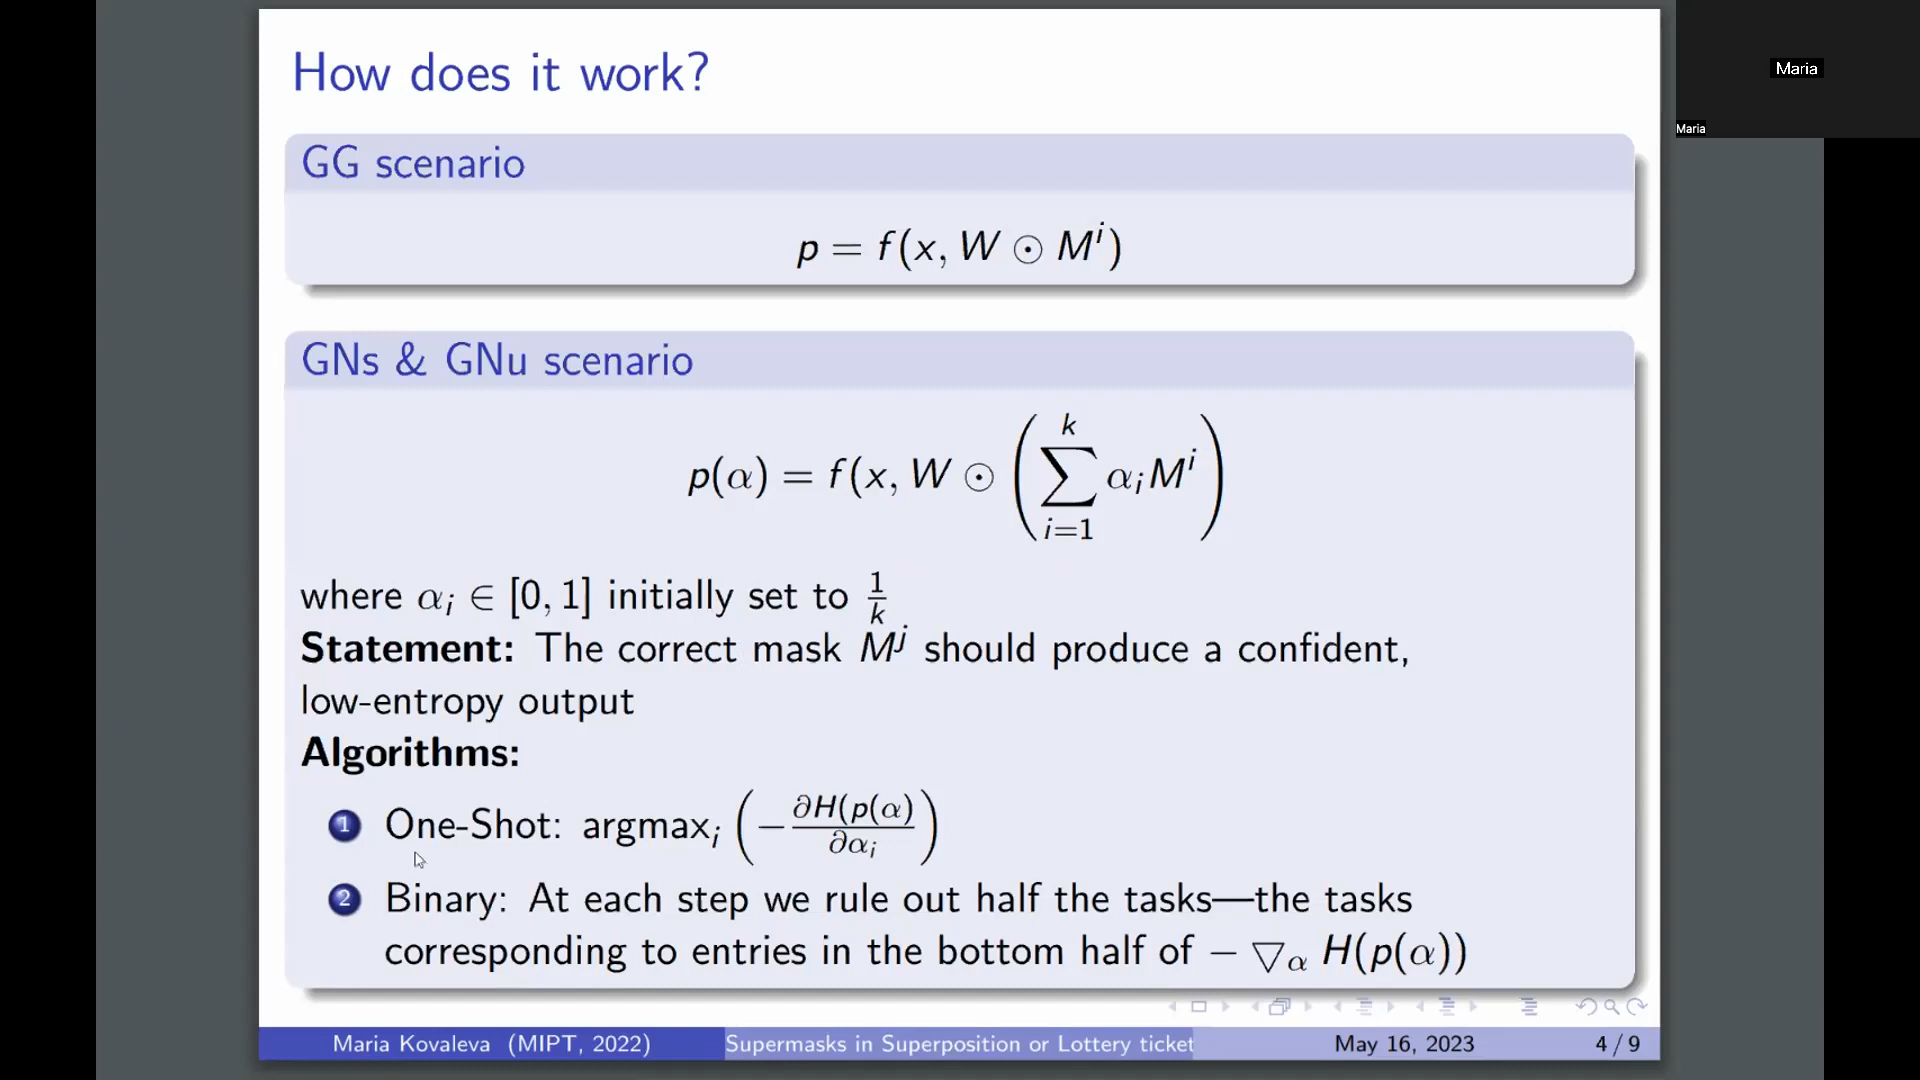 How does it work?
Maria
Maria
GG scenario
p = f(x, W ⊙ Mⁱ)
GNs & GNu scenario
p(α) = f(x, W ⊙ (∑_{i=1}^{k} α_i Mⁱ)
where α_i ∈ [0, 1] initially set to 1/k
Statement: The correct mask Mʲ should produce a confident,
low-entropy output
Algorithms:
1 One-Shot: argmax_i (−∂H(p(α)/∂α_i)
2 Binary: At each step we rule out half the tasks—the tasks
corresponding to entries in the bottom half of − ▽_α H(p(α))
Maria Kovaleva (MIPT, 2022) Supermasks in Superposition or Lottery ticket May 16, 2023 4 / 9